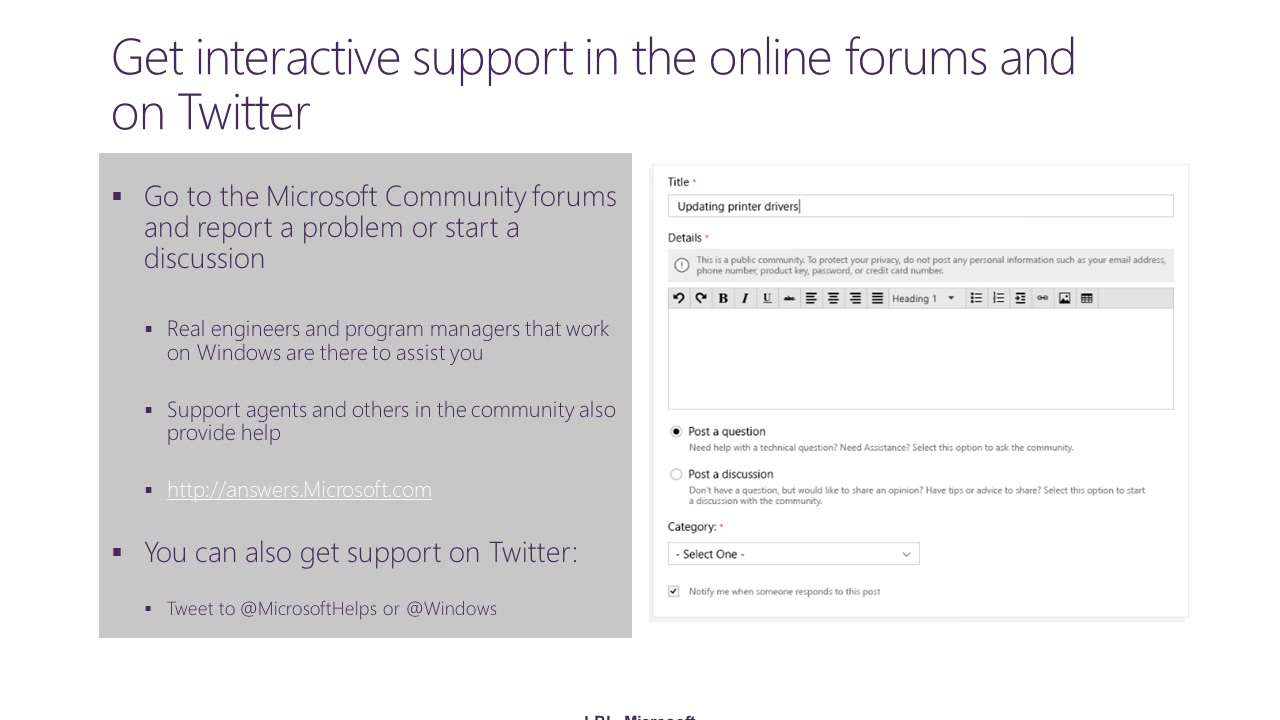 Get interactive support in the online forums and
on Twitter
▪ Go to the Microsoft Community forums
and report a problem or start a
discussion
▪ Real engineers and program managers that work
on Windows are there to assist you
▪ Support agents and others in the community also
provide help
▪ http://answers.Microsoft.com
▪ You can also get support on Twitter:
▪ Tweet to @MicrosoftHelps or @Windows
Title *
Updating printer drivers
Details *
This is a public community. To protect your privacy, do not post any personal information such as your email address,
phone number, product key, password, or credit card number.
B I U abc Heading 1
Post a question
Need help with a technical question? Need Assistance? Select this option to ask the community.
Post a discussion
Don't have a question, but would like to share an opinion? Have tips or advice to share? Select this option to start
a discussion with the community.
Category: *
- Select One -
Notify me when someone responds to this post
Microsoft